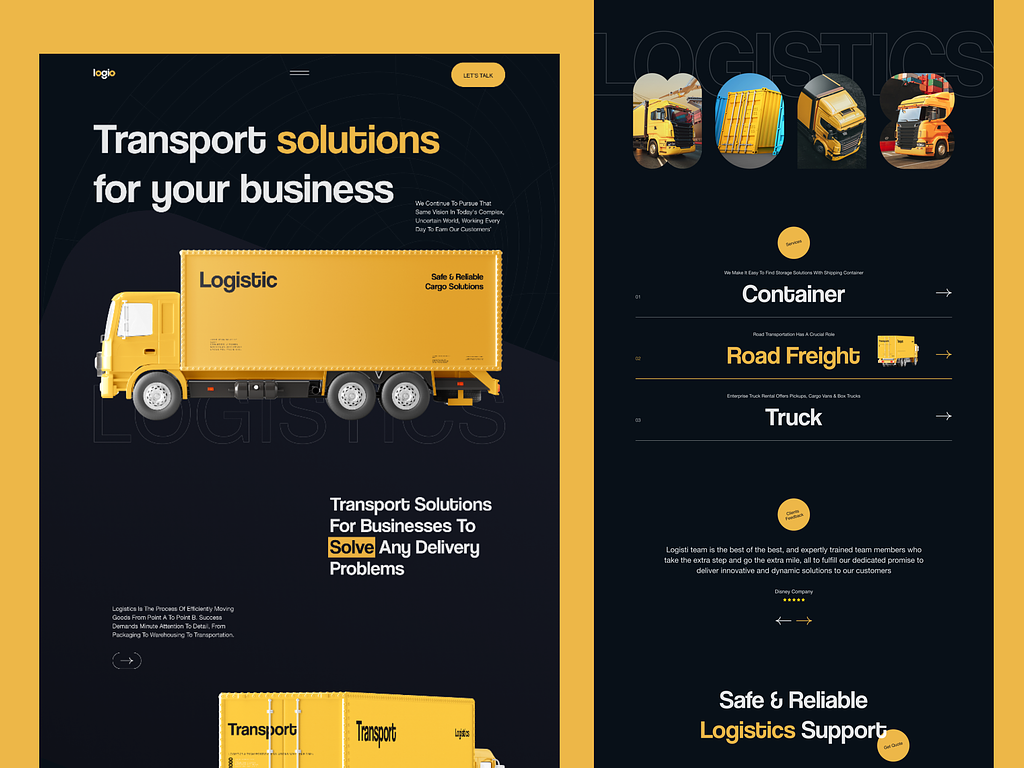 logio
LET'S TALK
Transport solutions
for your business
We Continue To Pursue That
Same Vision In Today's Complex,
Uncertain World, Working Every
Day To Earn Our Customers'
Logistic
Safe & Reliable
Cargo Solutions
LOGISTICS
Transport Solutions
For Businesses To
Solve Any Delivery
Problems
Logistics Is The Process Of Efficiently Moving
Goods From Point A To Point B. Success
Demands Minute Attention To Detail, From
Packaging To Warehousing To Transportation.
Transport
Transport
Logistic
LOGISTICS
Services
We Make It Easy To Find Storage Solutions With Shipping Container
01
Container
Road Transportation Has A Crucial Role
02
Road Freight
Enterprise Truck Rental Offers Pickups, Cargo Vans & Box Trucks
03
Truck
Clients
Feedback
Logisti team is the best of the best, and expertly trained team members who
take the extra step and go the extra mile, all to fulfill our dedicated promise to
deliver innovative and dynamic solutions to our customers
Disney Company
Safe & Reliable
Logistics Support
Get Quote